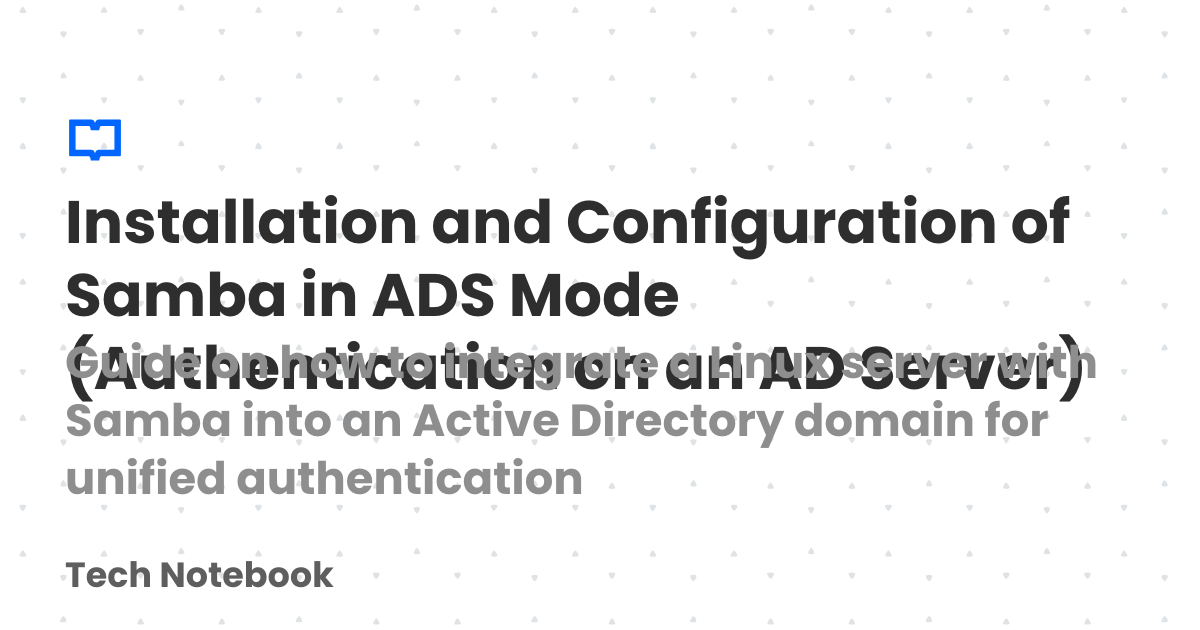 Installation and Configuration of
Samba in ADS Mode
(Authentication on an AD Server)
Guide on how to integrate a Linux server with
Samba into an Active Directory domain for
unified authentication
Tech Notebook